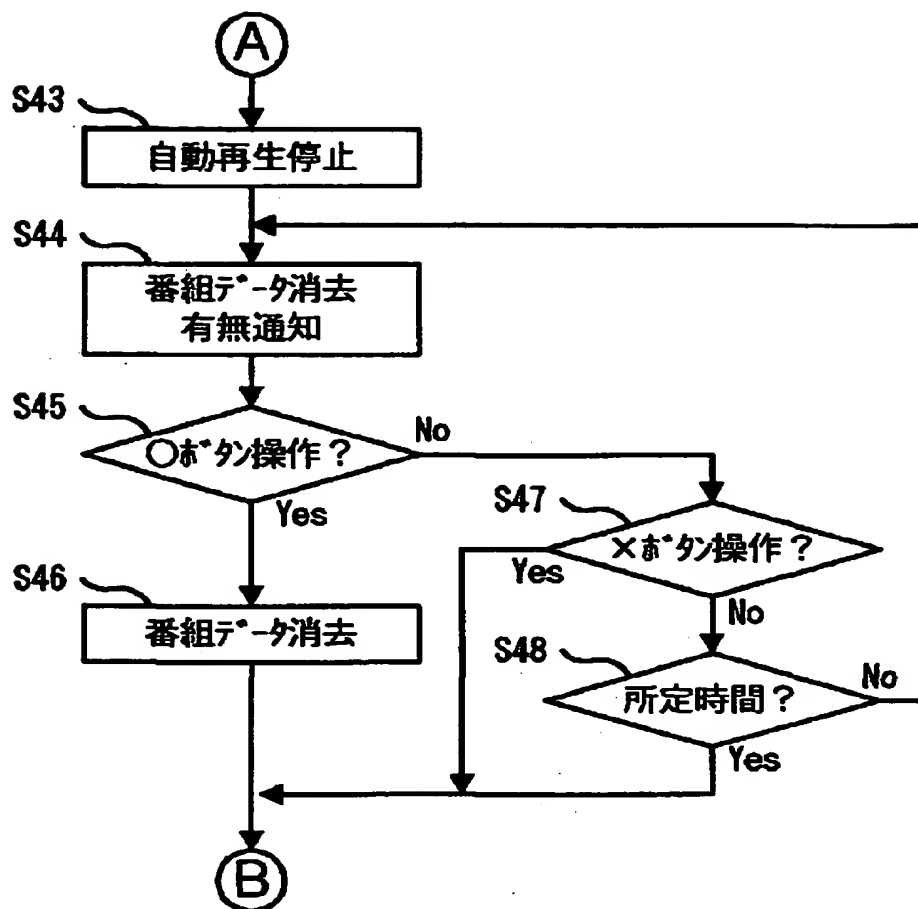 A
S43
自動再生停止
S44
番組ﾃﾞｰﾀ消去
有無通知
S45
○ﾎﾞﾀﾝ操作？
No
Yes
S47
×ﾎﾞﾀﾝ操作？
Yes
No
S46
番組ﾃﾞｰﾀ消去
S48
所定時間？
No
Yes
B